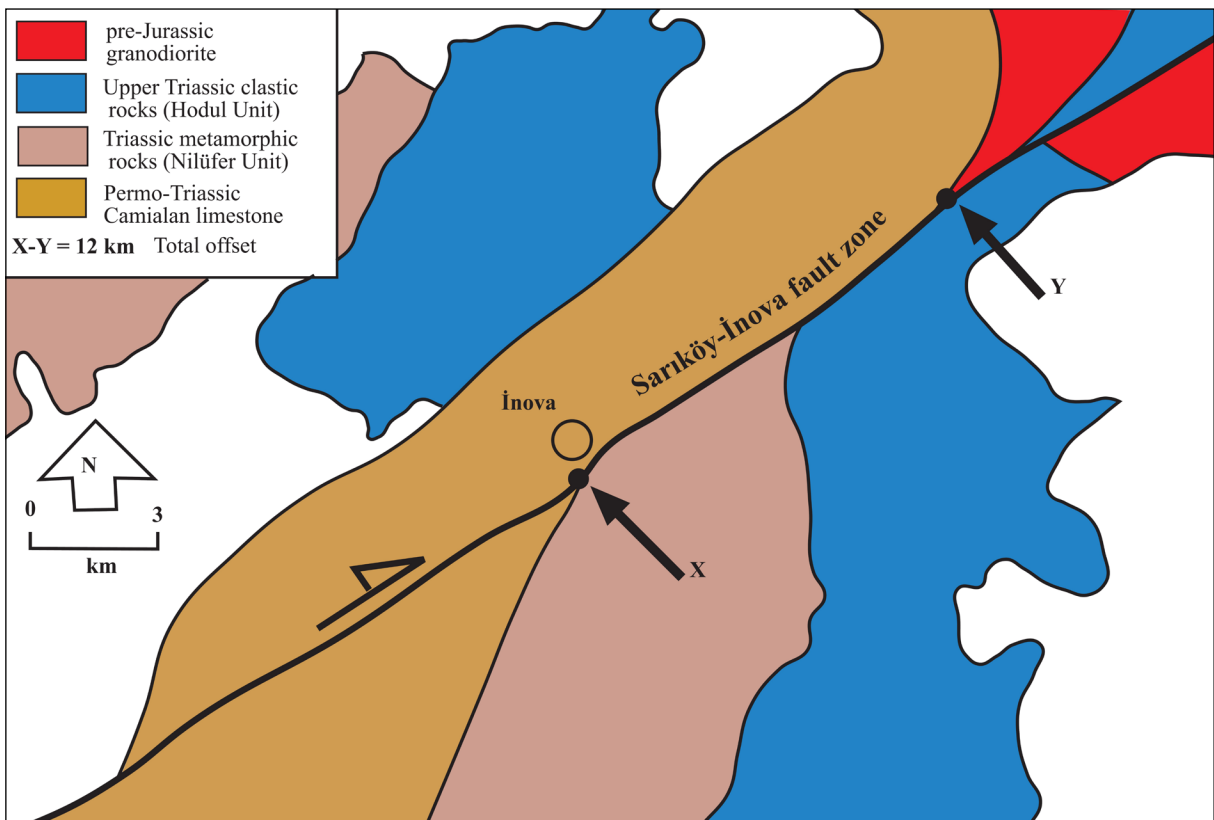 pre-Jurassic
granodiorite
Upper Triassic clastic
rocks (Hodul Unit)
Triassic metamorphic
rocks (Nilüfer Unit)
Permo-Triassic
Camialan limestone
X-Y = 12 km Total offset
Sarıköy-İnova fault zone
Y
İnova
N
0 3
km
X